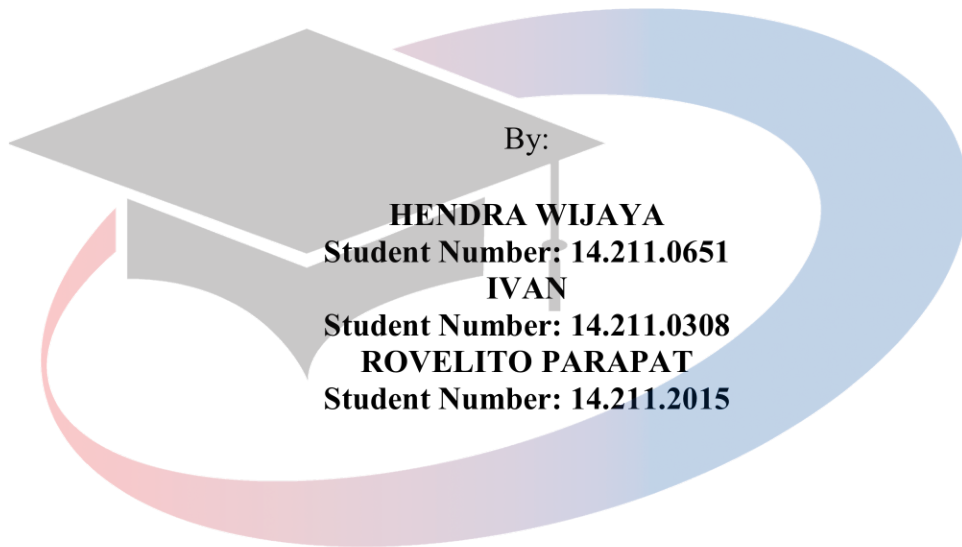 By:
HENDRA WIJAYA
Student Number: 14.211.0651
IVAN
Student Number: 14.211.0308
ROVELITO PARAPAT
Student Number: 14.211.2015